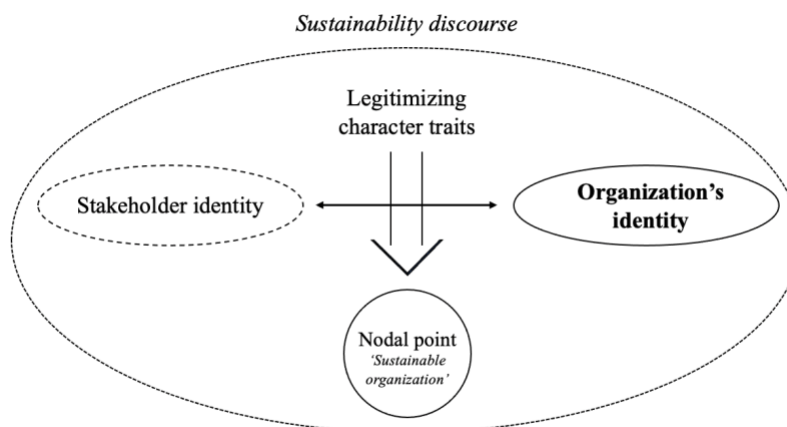 Sustainability discourse
Legitimizing
character traits
Stakeholder identity
Organization’s
identity
Nodal point
‘Sustainable
organization’